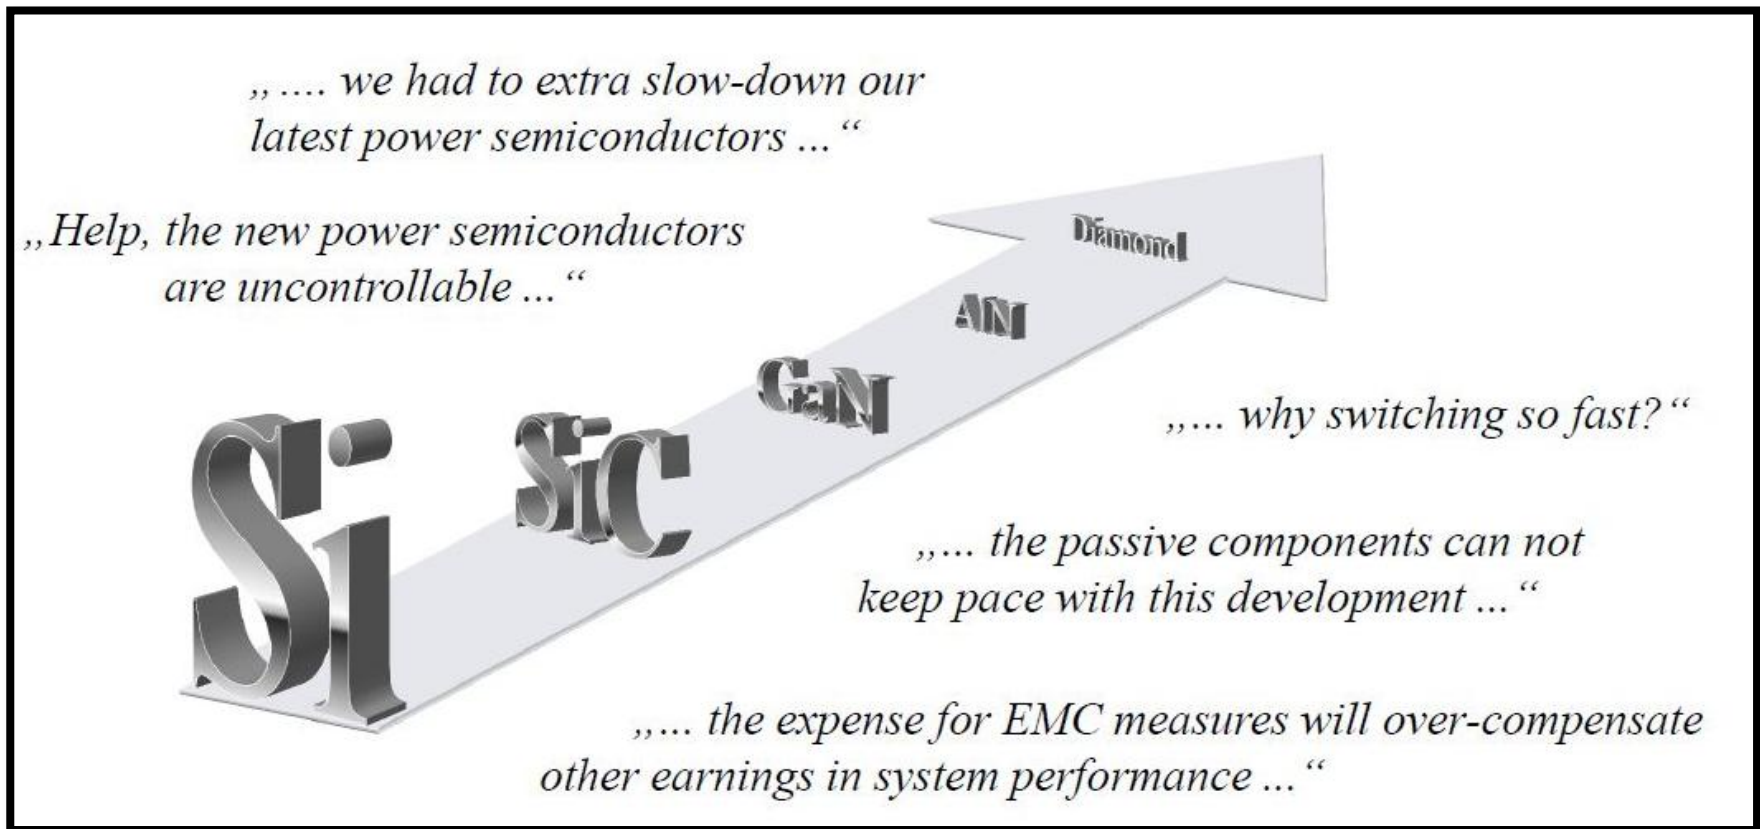 „ .... we had to extra slow-down our
latest power semiconductors ... “
„Help, the new power semiconductors
are uncontrollable ... “
Diamond
AlN
GaN
SiC
Si
„... why switching so fast? “
„... the passive components can not
keep pace with this development ... “
„... the expense for EMC measures will over-compensate
other earnings in system performance ... “